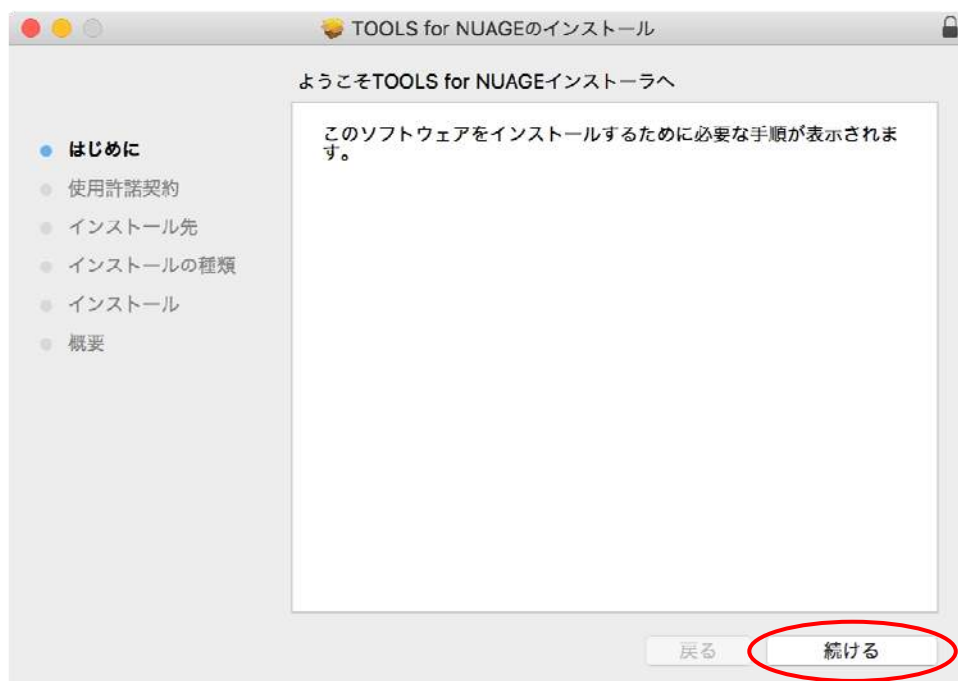 TOOLS for NUAGEのインストール
ようこそTOOLS for NUAGEインストーラへ
はじめに
使用許諾契約
インストール先
インストールの種類
インストール
概要
このソフトウェアをインストールするために必要な手順が表示されま
す。
戻る
続ける